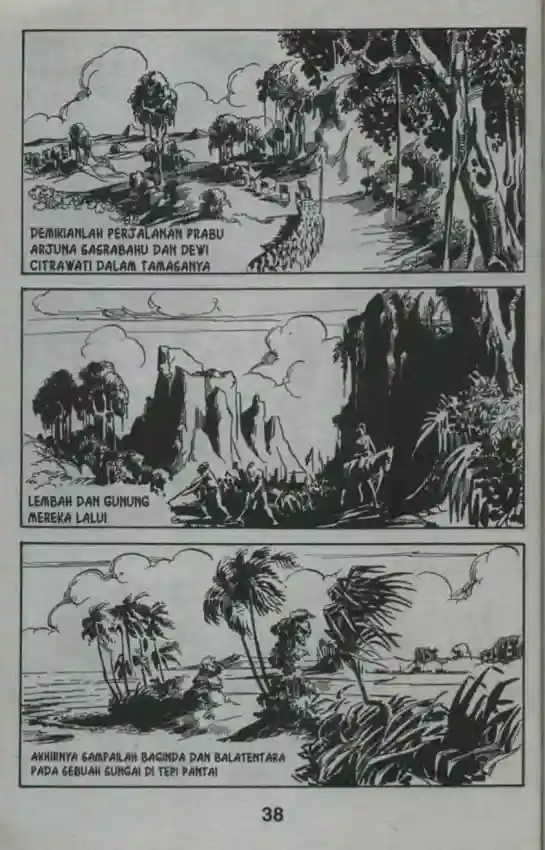 DEMIKIANLAH PERJALANAN PRABU
ARJUNA SASRABAHU DAN DEWI
CITRAWATI DALAM TAMASANYA
LEMBAH DAN GUNUNG
MEREKA LALUI
AKHIRNYA SAMPAILAH BAGINDA DAN BALATENTARA
PADA SEBUAH SUNGAI DI TEPI PANTAI
38